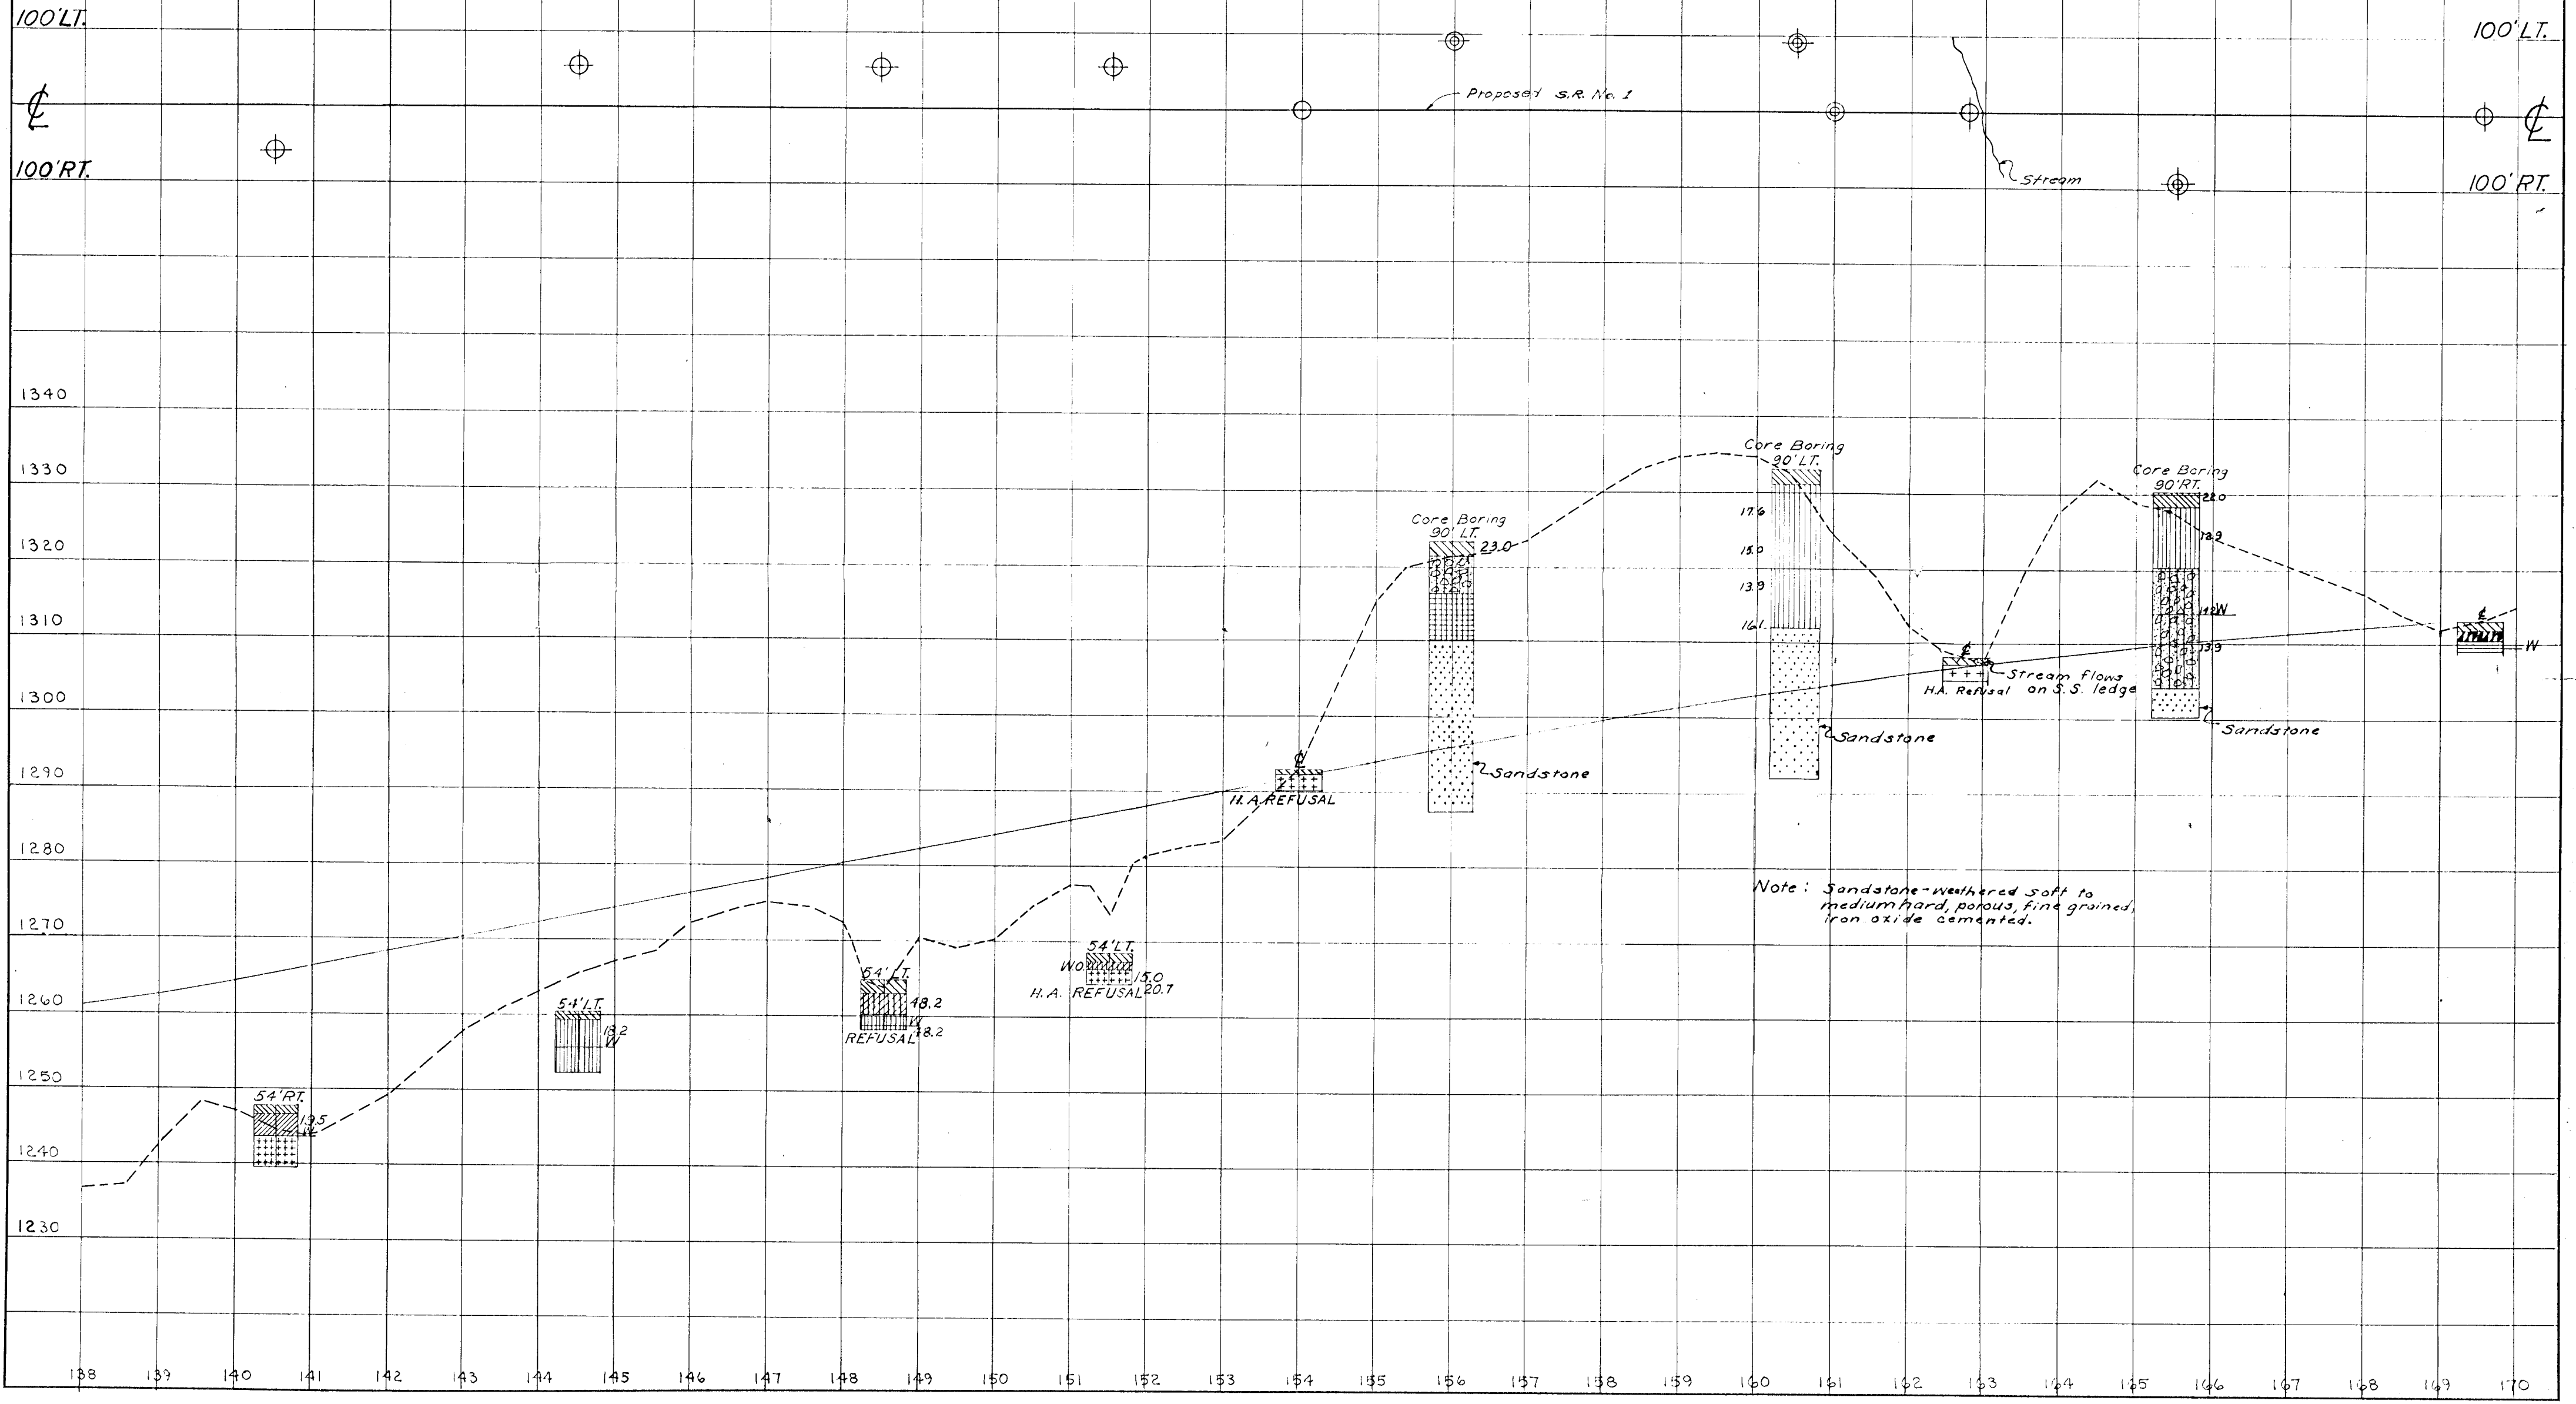 100' LT.
100' LT.
Proposed S.R. No. 1
℄
℄
100' RT.
100' RT.
Stream
1340
Core Boring
90' LT.
1330
Core Boring
90' RT.
22.0
17.6
Core Boring
90' LT.
23.0
15.0
1320
13.9
16.1
W
1310
℄
℄
13.9
W
Stream flows
on S.S. ledge
H.A. Refusal
1300
Sandstone
Sandstone
℄
1290
Sandstone
H.A. REFUSAL
1280
Note: Sandstone-weathered soft to
medium hard, porous, fine grained,
iron oxide cemented.
1270
54' LT.
WO
15.0
H.A. REFUSAL 20.7
54' LT.
48.2
W
REFUSAL 18.2
1260
54' LT.
18.2
W
1250
54' RT.
19.5
W
1240
1230
138 139 140 141 142 143 144 145 146 147 148 149 150 151 152 153 154 155 156 157 158 159 160 161 162 163 164 165 166 167 168 169 170